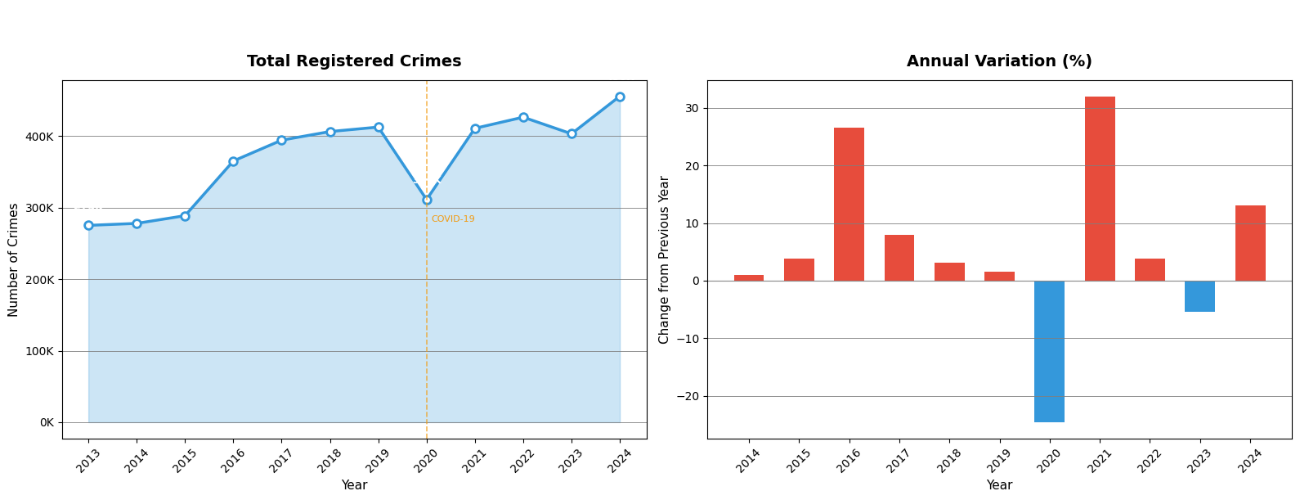 Total Registered Crimes
Number of Crimes
400K
300K
200K
100K
0K
COVID-19
2013 2014 2015 2016 2017 2018 2019 2020 2021 2022 2023 2024
Year
Annual Variation (%)
Change from Previous Year
30
20
10
0
−10
−20
2014 2015 2016 2017 2018 2019 2020 2021 2022 2023 2024
Year